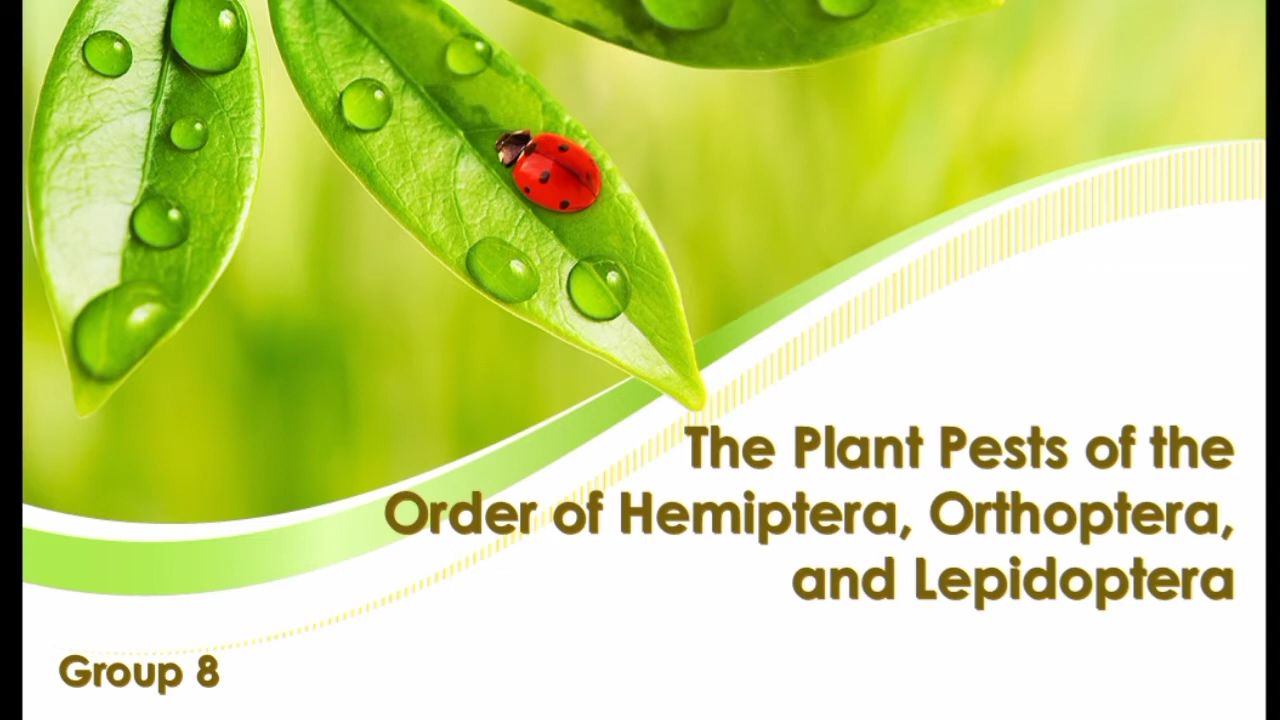 The Plant Pests of the
Order of Hemiptera, Orthoptera,
and Lepidoptera
Group 8